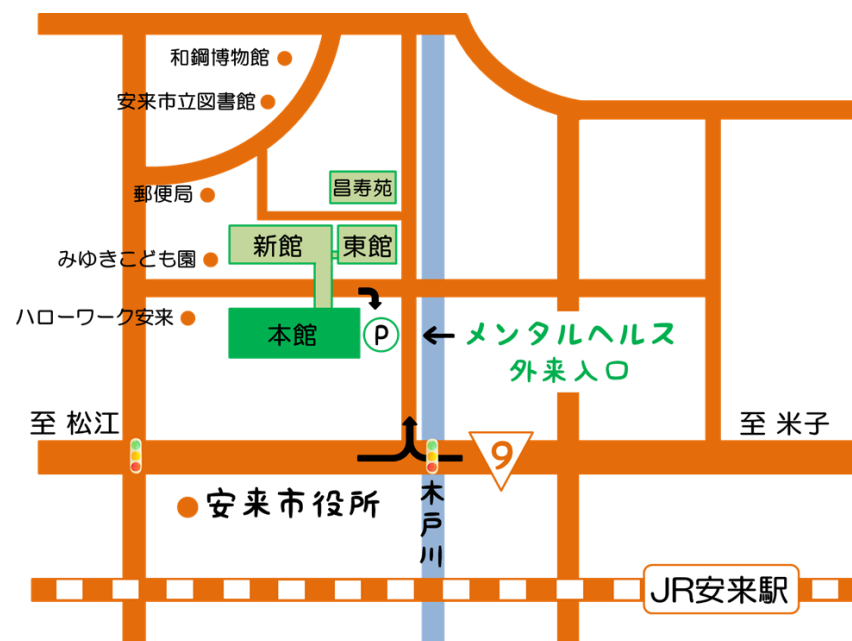 和鋼博物館
安来市立図書館
郵便局
昌寿苑
新館
東館
みゆきこども園
ハローワーク安来
本館
P
メンタルヘルス
外来入口
至 松江
至 米子
9
安来市役所
木戸川
JR安来駅